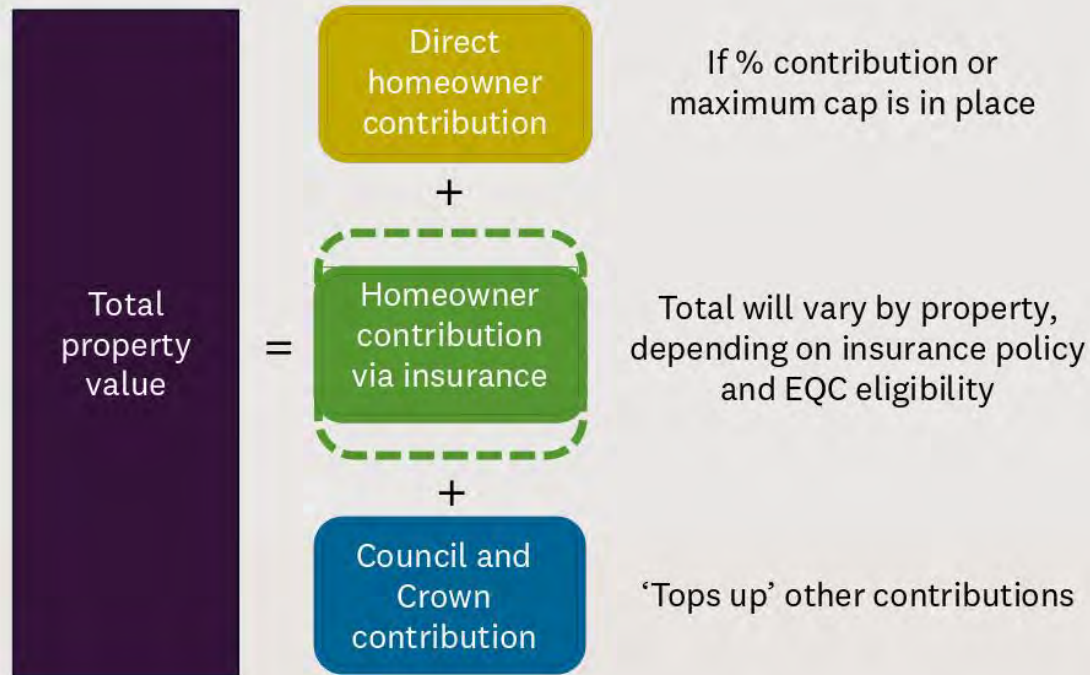 Direct
homeowner
contribution
If % contribution or
maximum cap is in place
+
Total
property
value
=
Homeowner
contribution
via insurance
Total will vary by property,
depending on insurance policy
and EQC eligibility
+
Council and
Crown
contribution
‘Tops up’ other contributions